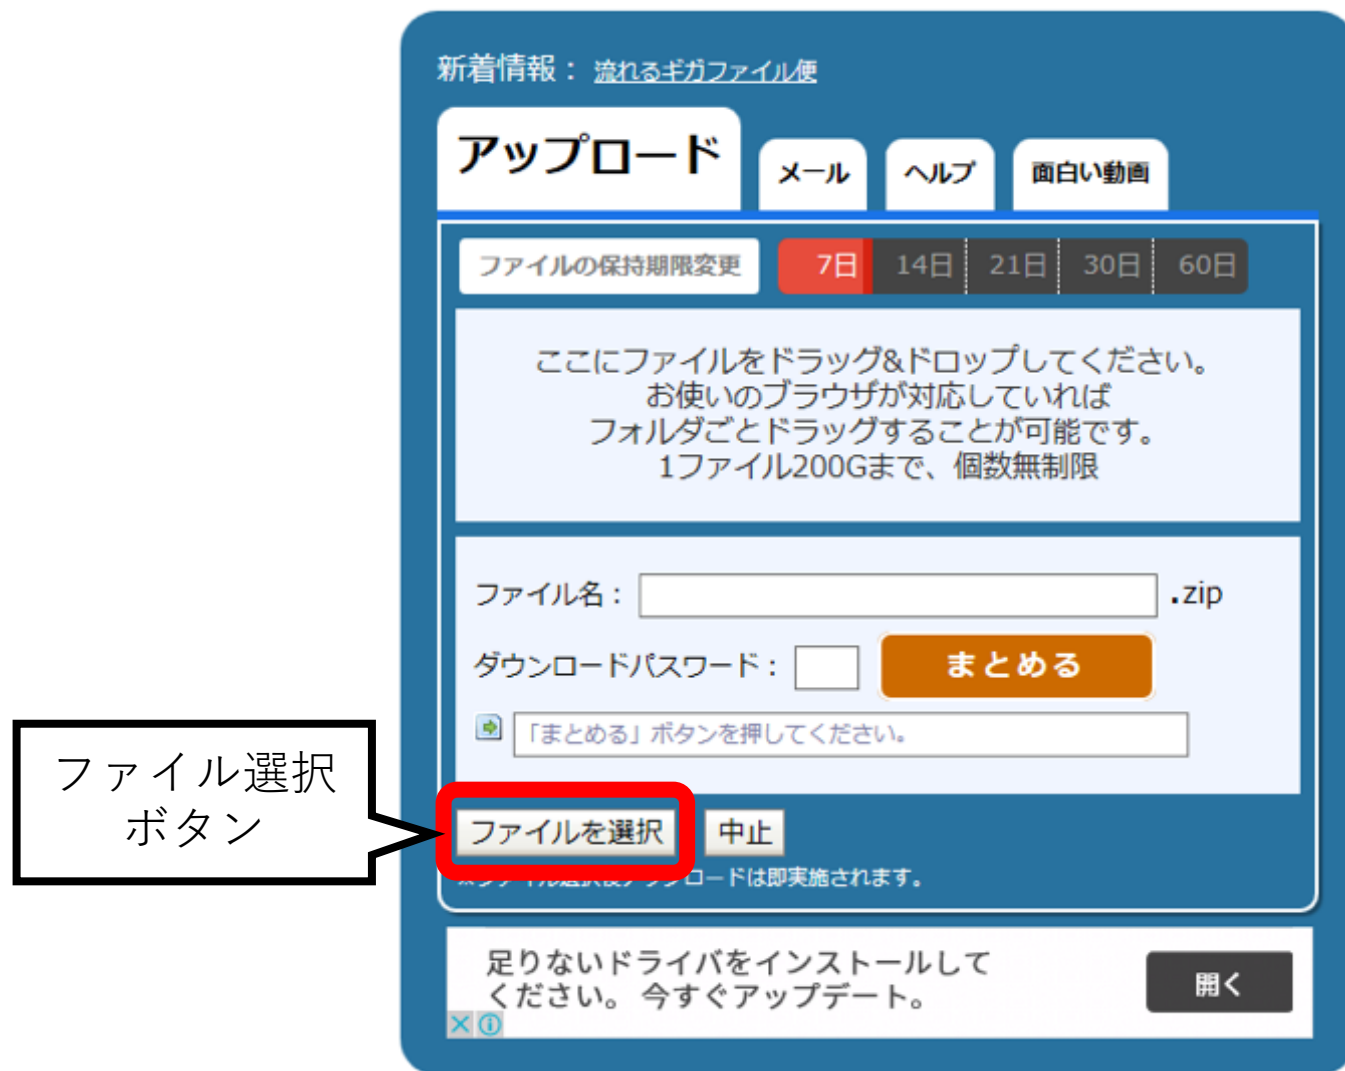 新着情報： 流れるギガファイル便
アップロード
メール
ヘルプ
面白い動画
ファイルの保持期限変更
7日
14日
21日
30日
60日
ここにファイルをドラッグ&ドロップしてください。
お使いのブラウザが対応していれば
フォルダごとドラッグすることが可能です。
1ファイル200Gまで、個数無制限
ファイル名：
.zip
ダウンロードパスワード：
まとめる
「まとめる」ボタンを押してください。
ファイル選択
ボタン
ファイルを選択
中止
ロードは即実施されます。
足りないドライバをインストールして
ください。 今すぐアップデート。
開く